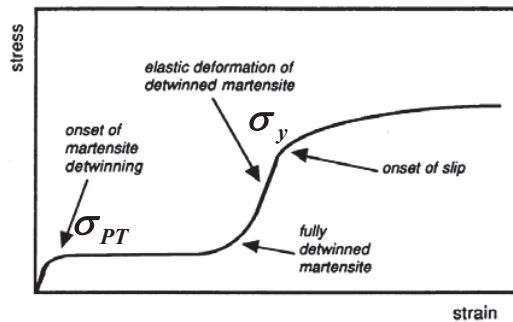 stress
elastic deformation of
detwinned martensite
σy
onset of
martensite
detwinning
onset of slip
σPT
fully
detwinned
martensite
strain